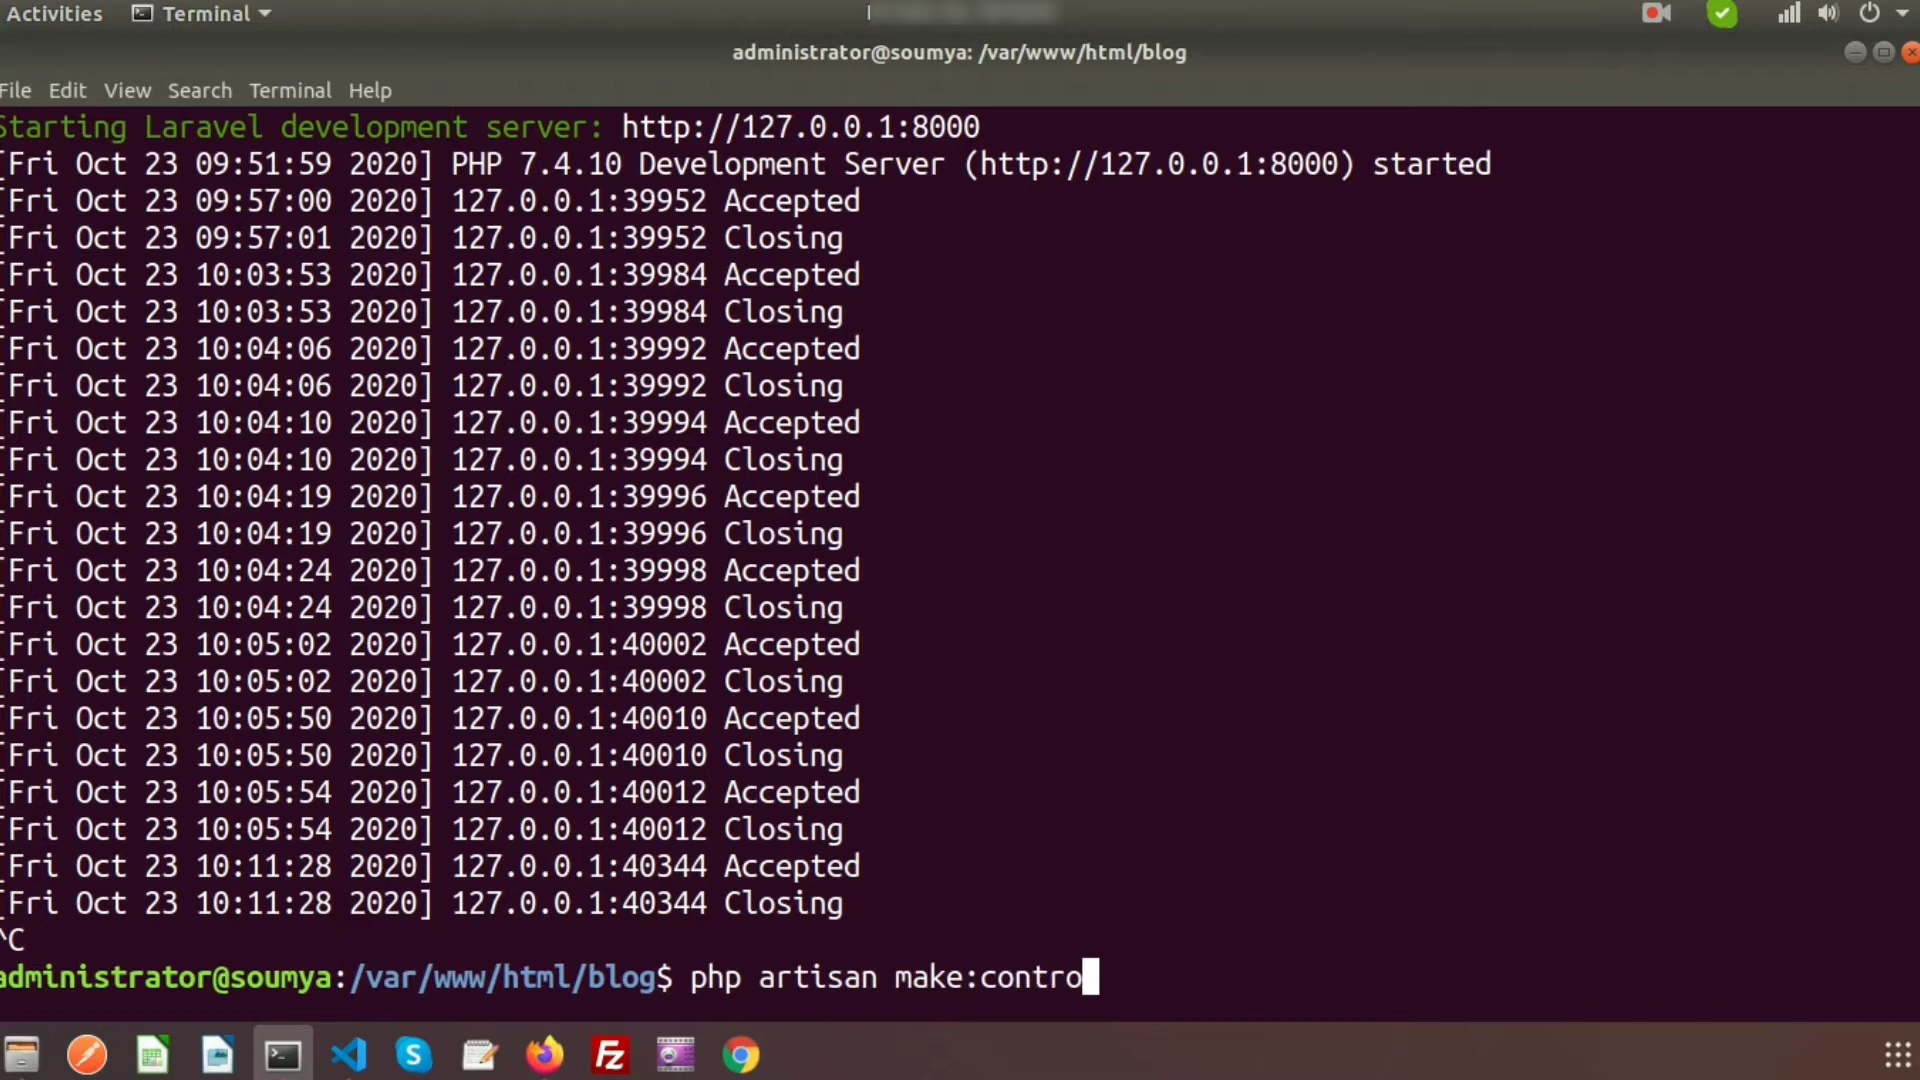 Activities Terminal
administrator@soumya: /var/www/html/blog
File Edit View Search Terminal Help
Starting Laravel development server: http://127.0.0.1:8000
[Fri Oct 23 09:51:59 2020] PHP 7.4.10 Development Server (http://127.0.0.1:8000) started
[Fri Oct 23 09:57:00 2020] 127.0.0.1:39952 Accepted
[Fri Oct 23 09:57:01 2020] 127.0.0.1:39952 Closing
[Fri Oct 23 10:03:53 2020] 127.0.0.1:39984 Accepted
[Fri Oct 23 10:03:53 2020] 127.0.0.1:39984 Closing
[Fri Oct 23 10:04:06 2020] 127.0.0.1:39992 Accepted
[Fri Oct 23 10:04:06 2020] 127.0.0.1:39992 Closing
[Fri Oct 23 10:04:10 2020] 127.0.0.1:39994 Accepted
[Fri Oct 23 10:04:10 2020] 127.0.0.1:39994 Closing
[Fri Oct 23 10:04:19 2020] 127.0.0.1:39996 Accepted
[Fri Oct 23 10:04:19 2020] 127.0.0.1:39996 Closing
[Fri Oct 23 10:04:24 2020] 127.0.0.1:39998 Accepted
[Fri Oct 23 10:04:24 2020] 127.0.0.1:39998 Closing
[Fri Oct 23 10:05:02 2020] 127.0.0.1:40002 Accepted
[Fri Oct 23 10:05:02 2020] 127.0.0.1:40002 Closing
[Fri Oct 23 10:05:50 2020] 127.0.0.1:40010 Accepted
[Fri Oct 23 10:05:50 2020] 127.0.0.1:40010 Closing
[Fri Oct 23 10:05:54 2020] 127.0.0.1:40012 Accepted
[Fri Oct 23 10:05:54 2020] 127.0.0.1:40012 Closing
[Fri Oct 23 10:11:28 2020] 127.0.0.1:40344 Accepted
[Fri Oct 23 10:11:28 2020] 127.0.0.1:40344 Closing
^C
administrator@soumya:/var/www/html/blog$ php artisan make:contro